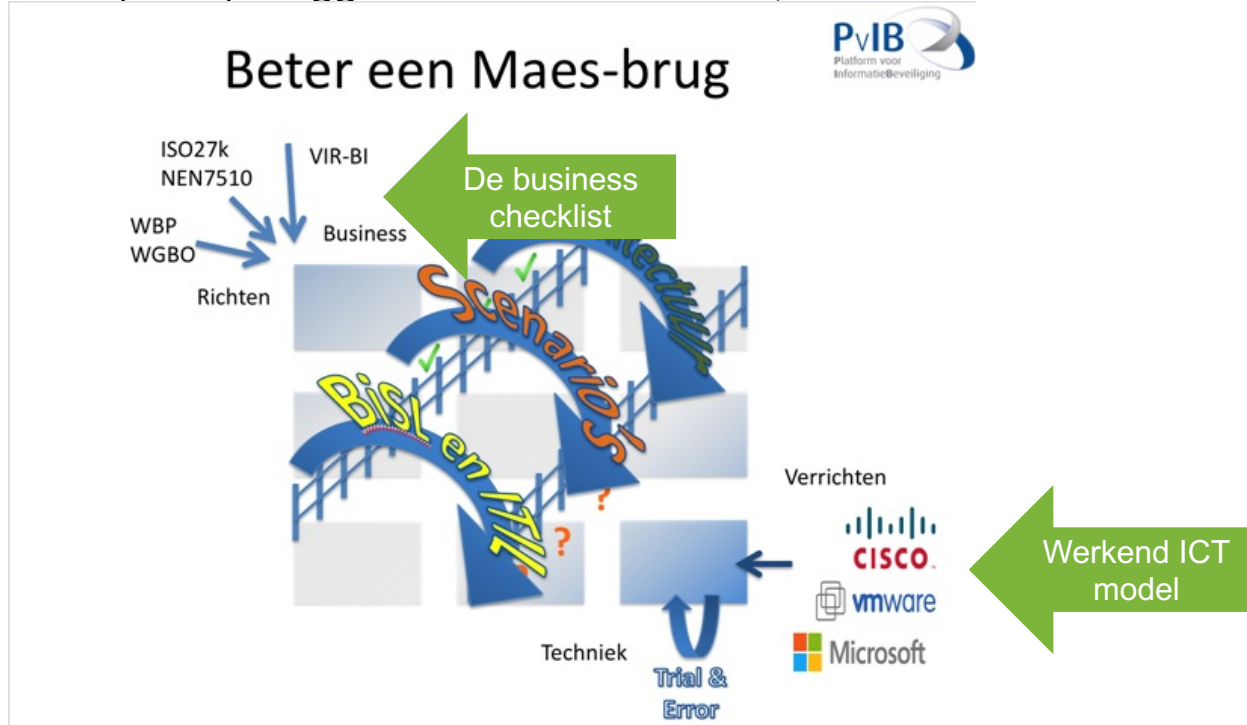 Beter een Maes-brug
PvIB
Platform voor
InformatieBeveiliging
ISO27k
NEN7510
VIR-BI
De business
checklist
WBP
WGBO
Business
Richten
Scenario's
BiSL en ITIL
?
?
Verrichten
CISCO
vmware
Microsoft
Werkend ICT
model
Techniek
Trial &
Error